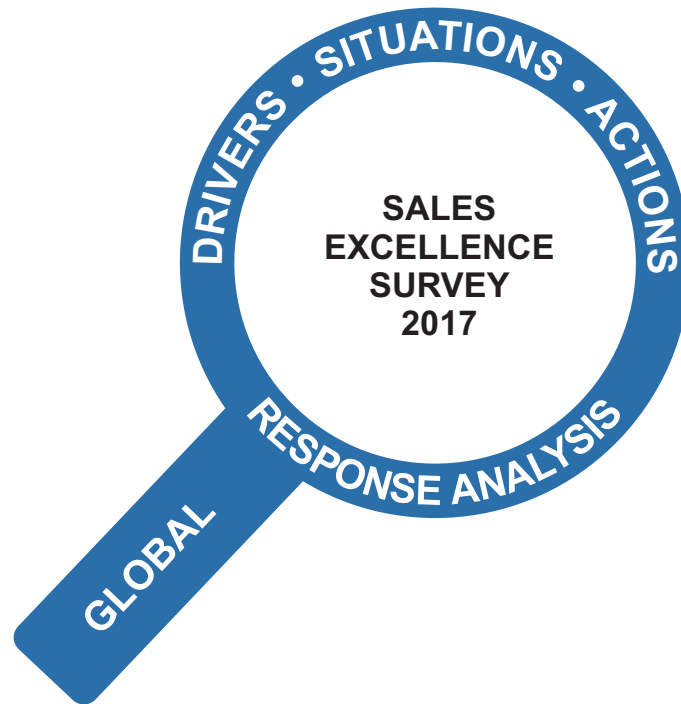 DRIVERS • SITUATIONS • ACTIONS
SALES
EXCELLENCE
SURVEY
2017
RESPONSE ANALYSIS
GLOBAL